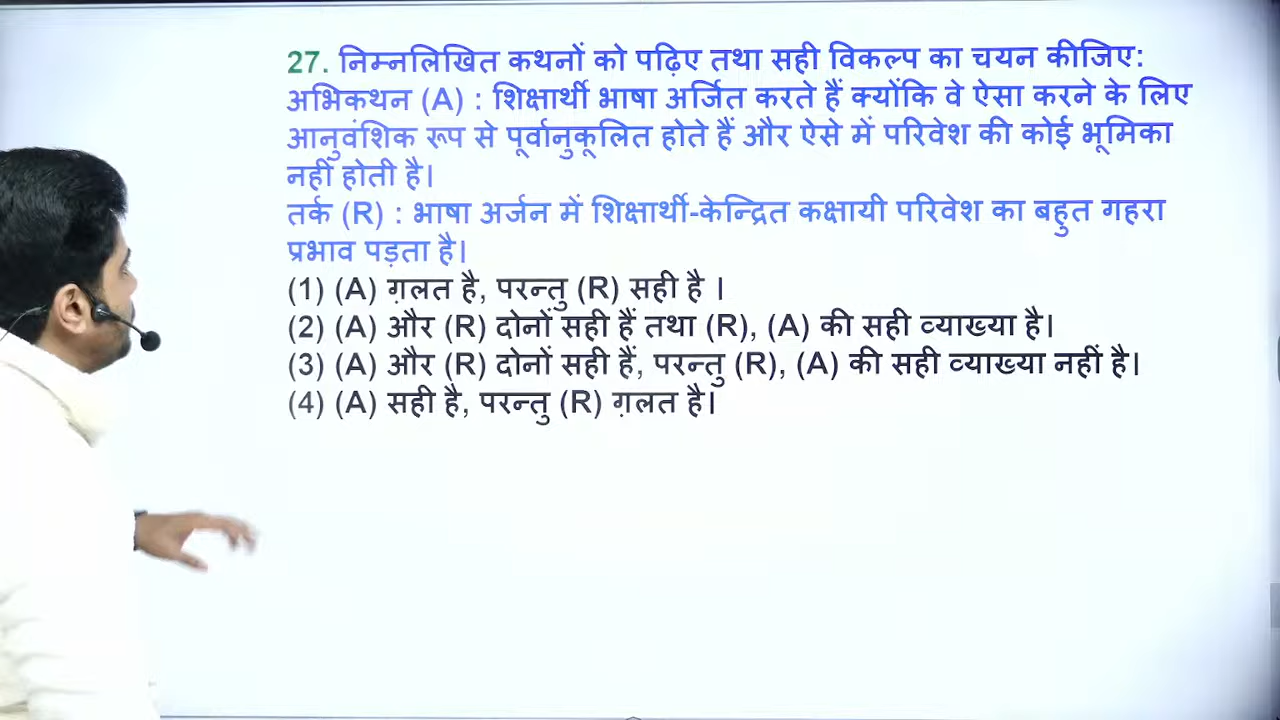 27. निम्नलिखित कथनों को पढ़िए तथा सही विकल्प का चयन कीजिए:
अभिकथन (A) : शिक्षार्थी भाषा अर्जित करते हैं क्योंकि वे ऐसा करने के लिए
आनुवंशिक रूप से पूर्वानुकूलित होते हैं और ऐसे में परिवेश की कोई भूमिका
नहीं होती है।
तर्क (R) : भाषा अर्जन में शिक्षार्थी-केन्द्रित कक्षायी परिवेश का बहुत गहरा
प्रभाव पड़ता है।
(1) (A) ग़लत है, परन्तु (R) सही है ।
(2) (A) और (R) दोनों सही हैं तथा (R), (A) की सही व्याख्या है।
(3) (A) और (R) दोनों सही हैं, परन्तु (R), (A) की सही व्याख्या नहीं है।
(4) (A) सही है, परन्तु (R) ग़लत है।